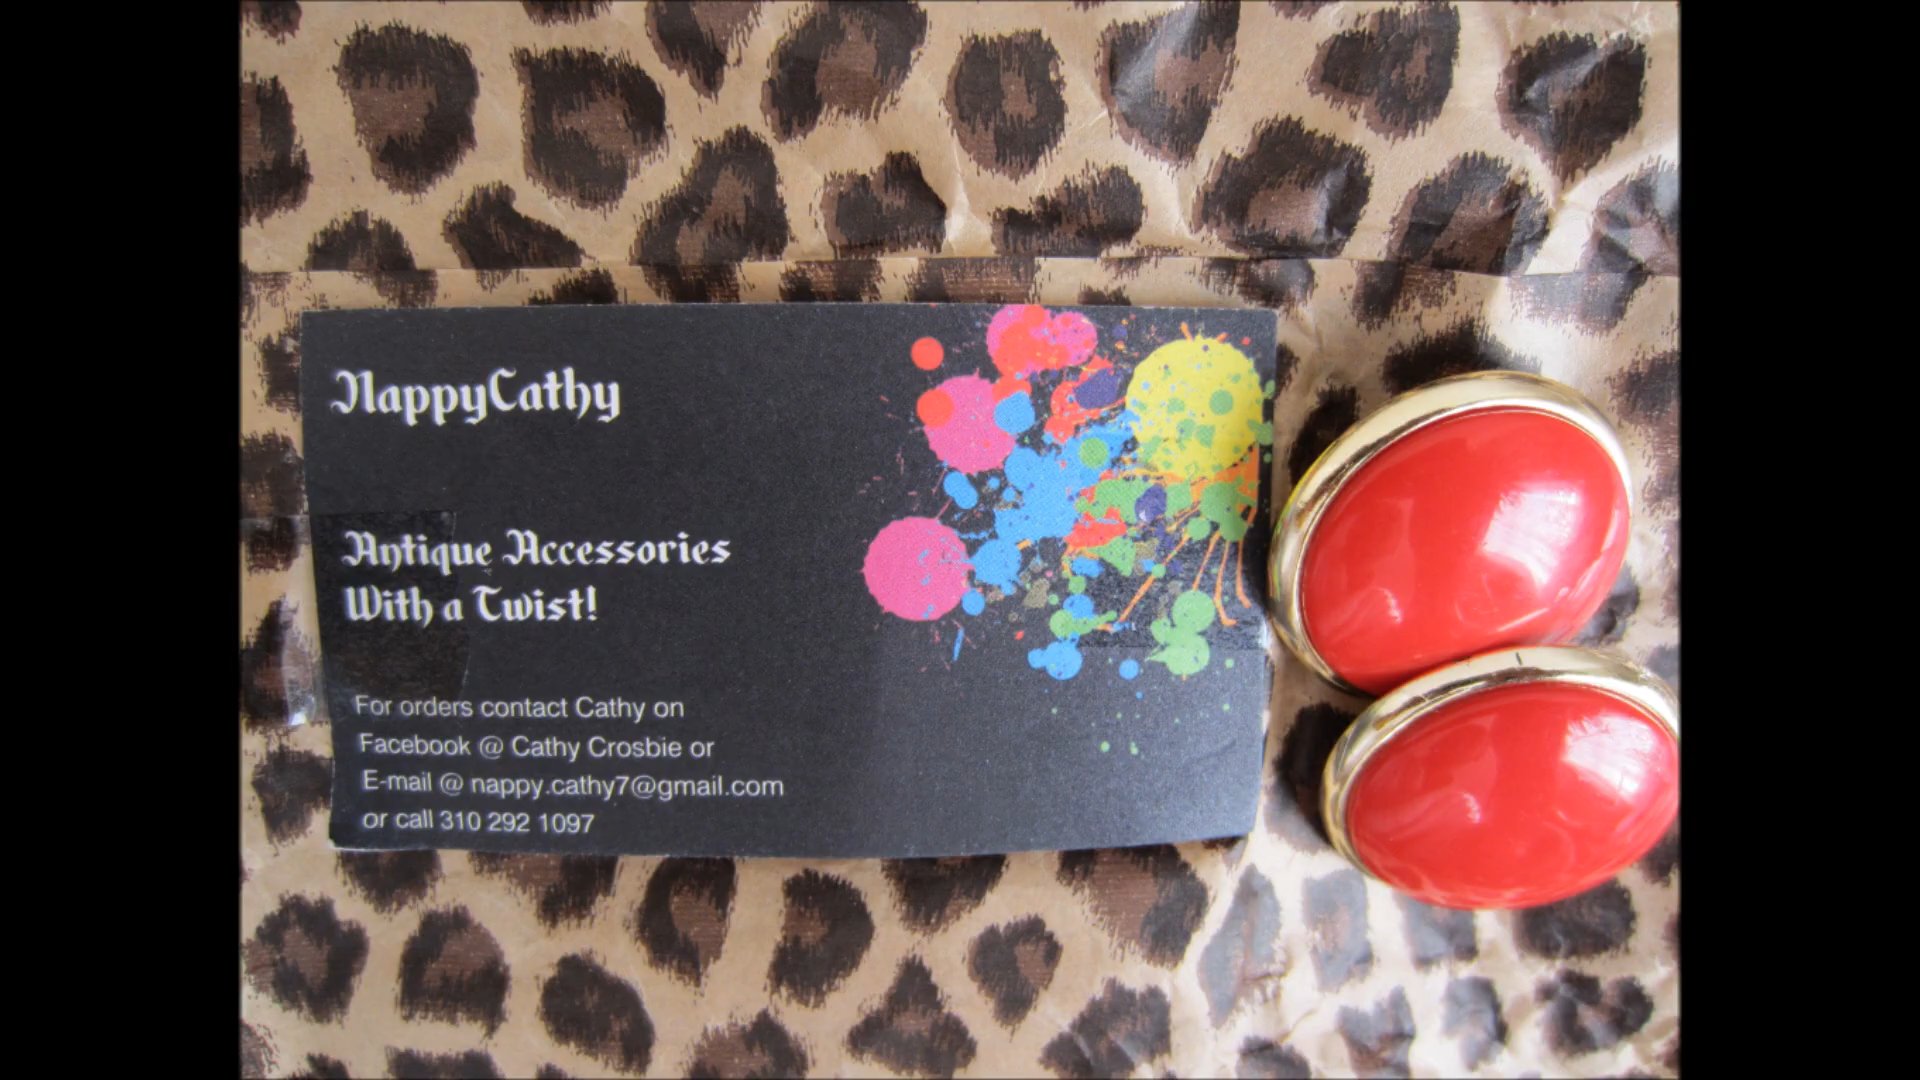 NappyCathy
Antique Accessories
With a Twist!
For orders contact Cathy on
Facebook @ Cathy Crosbie or
E-mail @ nappy.cathy7@gmail.com
or call 310 292 1097